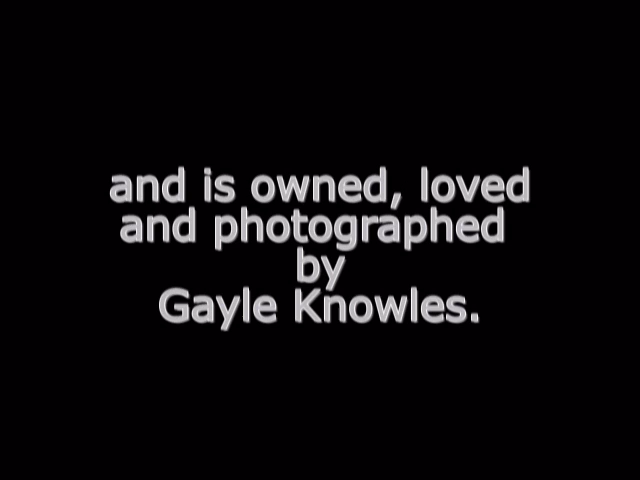 and is owned, loved
and photographed
by
Gayle Knowles.